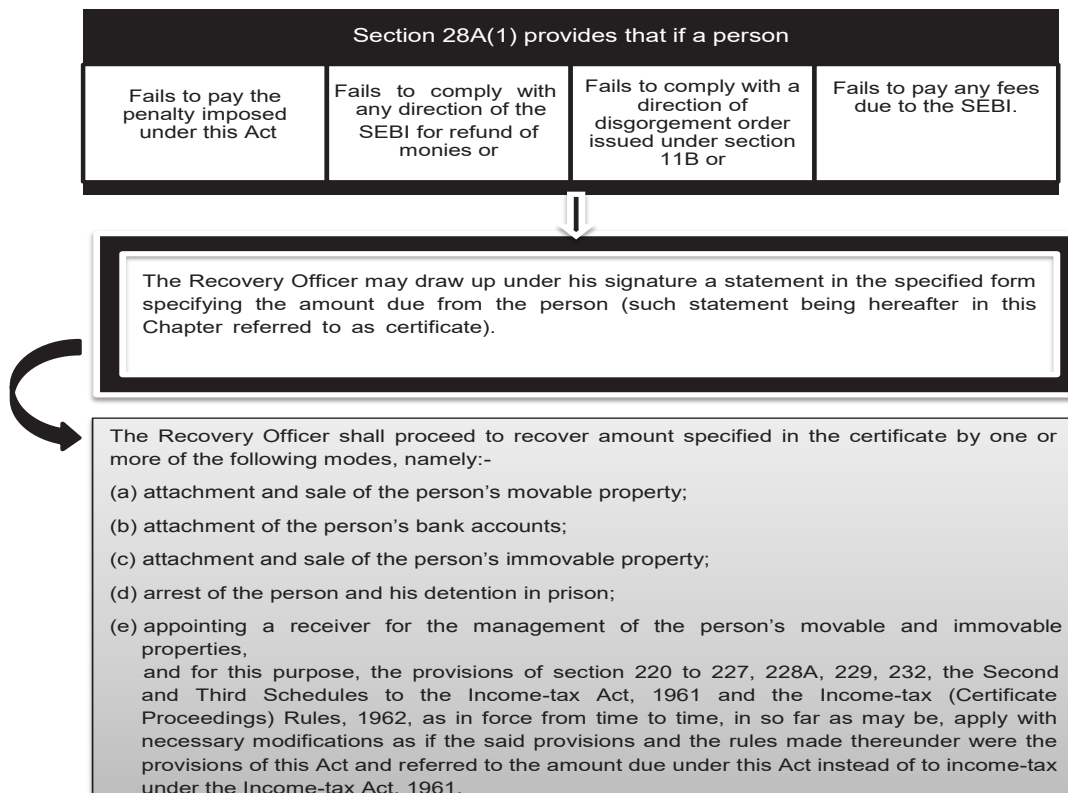 Section 28A(1) provides that if a person
Fails to pay the
penalty imposed
under this Act
Fails to comply with
any direction of the
SEBI for refund of
monies or
Fails to comply with a
direction of
disgorgement order
issued under section
11B or
Fails to pay any fees
due to the SEBI.
The Recovery Officer may draw up under his signature a statement in the specified form
specifying the amount due from the person (such statement being hereafter in this
Chapter referred to as certificate).
The Recovery Officer shall proceed to recover amount specified in the certificate by one or
more of the following modes, namely:-
(a) attachment and sale of the person's movable property;
(b) attachment of the person's bank accounts;
(c) attachment and sale of the person's immovable property;
(d) arrest of the person and his detention in prison;
(e) appointing a receiver for the management of the person's movable and immovable
properties,
and for this purpose, the provisions of section 220 to 227, 228A, 229, 232, the Second
and Third Schedules to the Income-tax Act, 1961 and the Income-tax (Certificate
Proceedings) Rules, 1962, as in force from time to time, in so far as may be, apply with
necessary modifications as if the said provisions and the rules made thereunder were the
provisions of this Act and referred to the amount due under this Act instead of to income-tax
under the Income-tax Act, 1961.